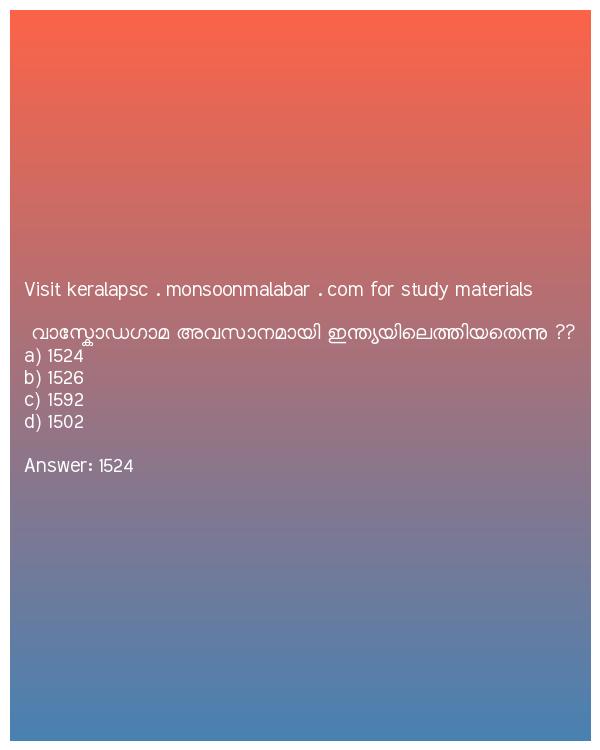 Visit keralapsc . monsoonmalabar . com for study materials
വാസ്കോഡഗാമ അവസാനമായി ഇന്ത്യയിലെത്തിയതെന്നു ??
a) 1524
b) 1526
c) 1592
d) 1502
Answer: 1524